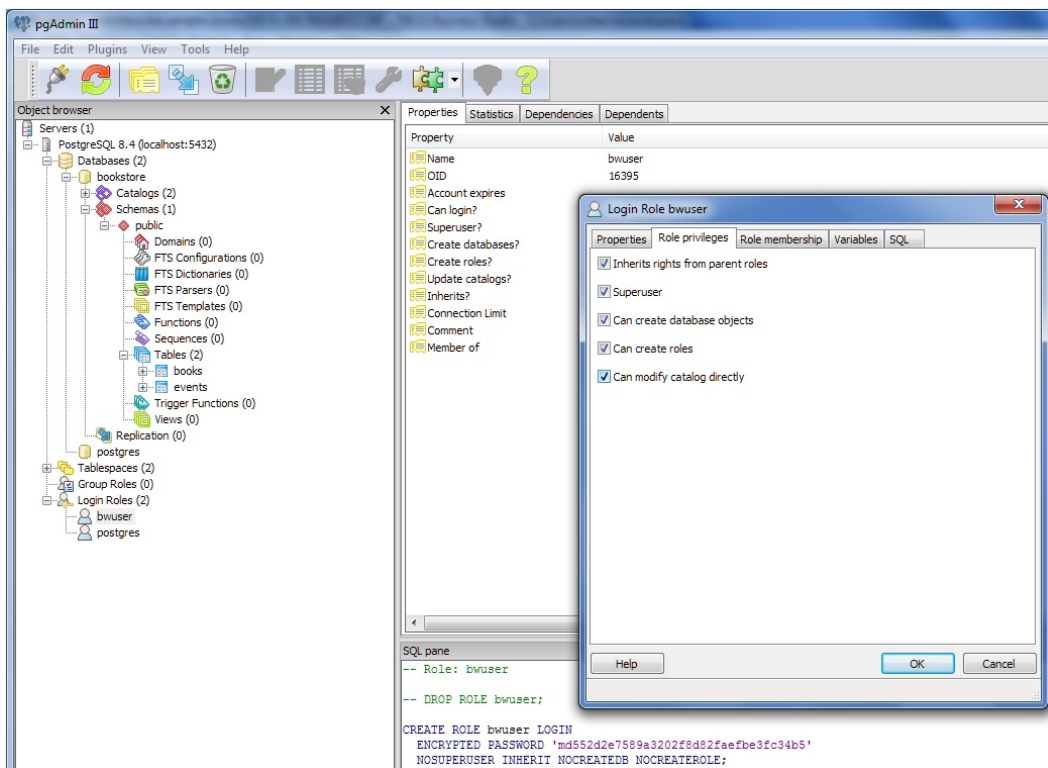 pgAdmin III
File Edit Plugins View Tools Help
Object browser
Servers (1)
PostgreSQL 8.4 (localhost:5432)
Databases (2)
bookstore
Catalogs (2)
Schemas (1)
public
Domains (0)
FTS Configurations (0)
FTS Dictionaries (0)
FTS Parsers (0)
FTS Templates (0)
Functions (0)
Sequences (0)
Tables (2)
books
events
Trigger Functions (0)
Views (0)
Replication (0)
postgres
Tablespaces (2)
Group Roles (0)
Login Roles (2)
bwuser
postgres
Properties Statistics Dependencies Dependents
Property Value
Name bwuser
OID 16395
Account expires
Can login?
Superuser?
Create databases?
Create roles?
Update catalogs?
Inherits?
Connection Limit
Comment
Member of
Login Role bwuser
Properties Role privileges Role membership Variables SQL
Inherits rights from parent roles
Superuser
Can create database objects
Can create roles
Can modify catalog directly
Help OK Cancel
SQL pane
-- Role: bwuser
-- DROP ROLE bwuser;
CREATE ROLE bwuser LOGIN
ENCRYPTED PASSWORD 'md552d2e7589a3202f8d82faefbe3fc34b5'
NOSUPERUSER INHERIT NOCREATEDB NOCREATEROLE;